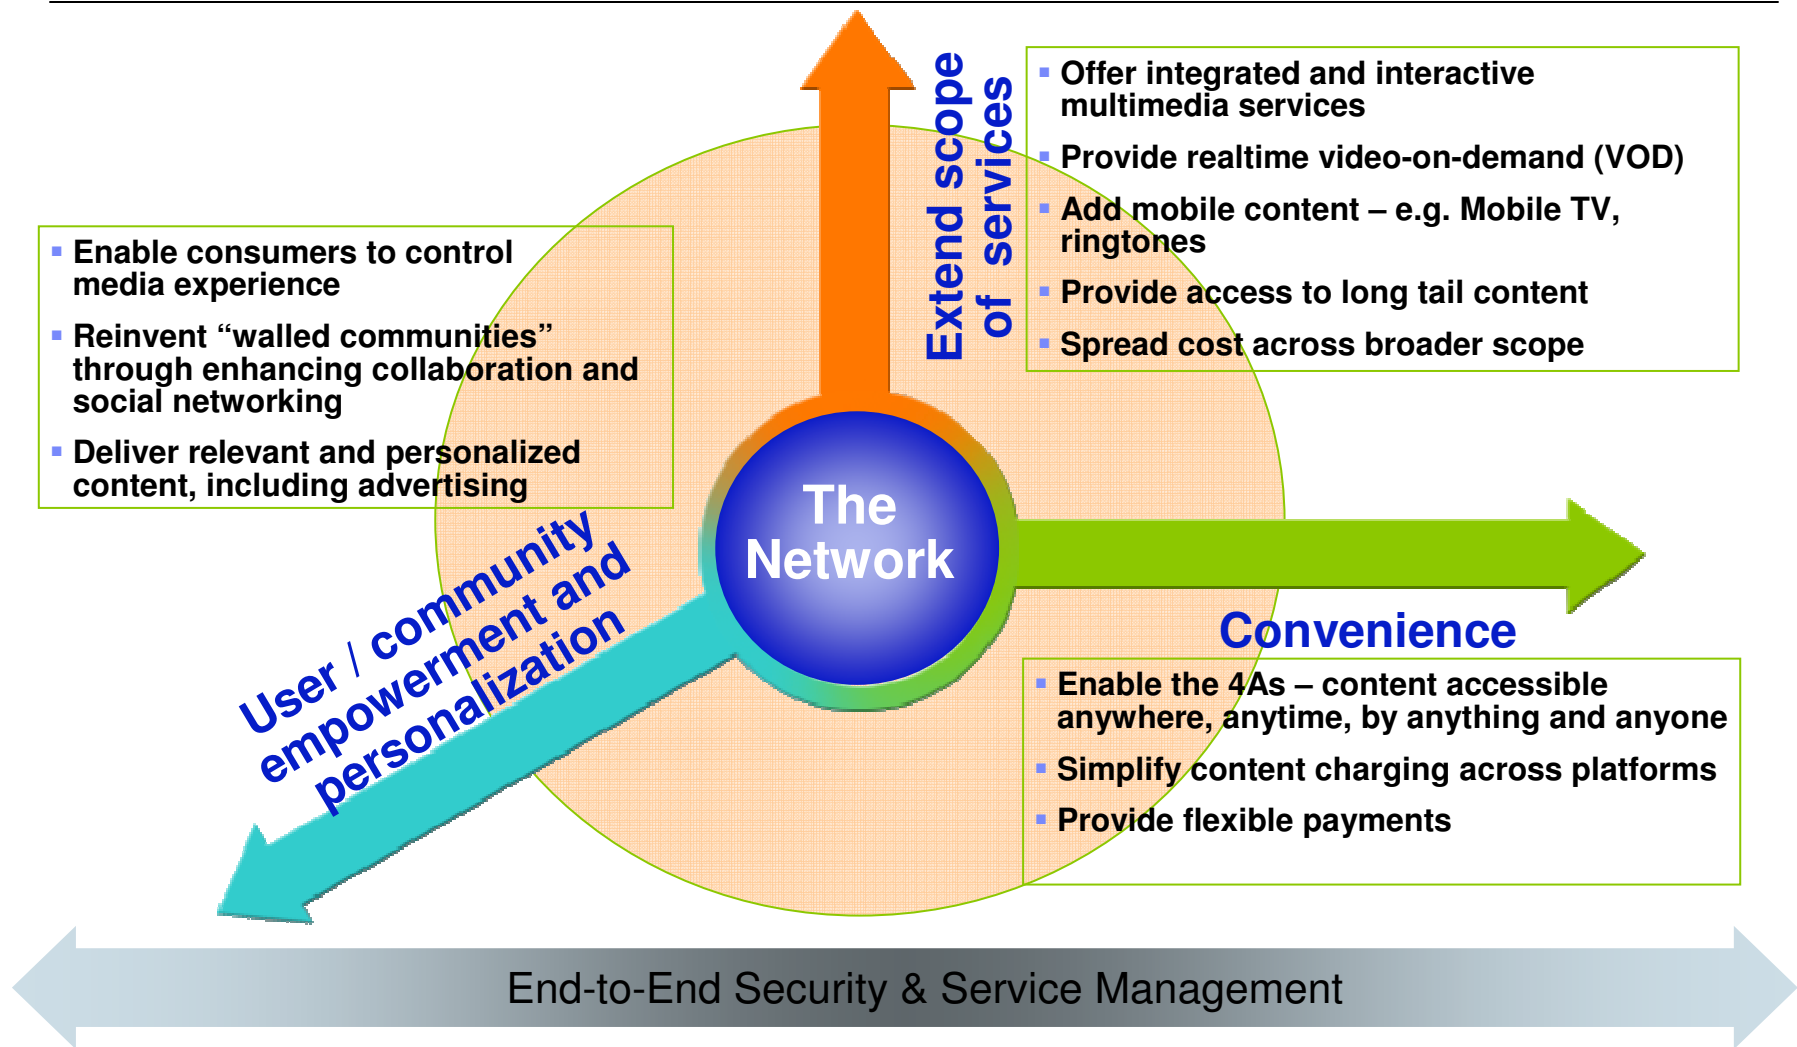 Extend scope
of services
▪ Offer integrated and interactive
multimedia services
▪ Provide realtime video-on-demand (VOD)
▪ Add mobile content – e.g. Mobile TV,
ringtones
▪ Provide access to long tail content
▪ Spread cost across broader scope
▪ Enable consumers to control
media experience
▪ Reinvent “walled communities”
through enhancing collaboration and
social networking
▪ Deliver relevant and personalized
content, including advertising
User / community
empowerment and
personalization
The
Network
Convenience
▪ Enable the 4As – content accessible
anywhere, anytime, by anything and anyone
▪ Simplify content charging across platforms
▪ Provide flexible payments
End-to-End Security & Service Management